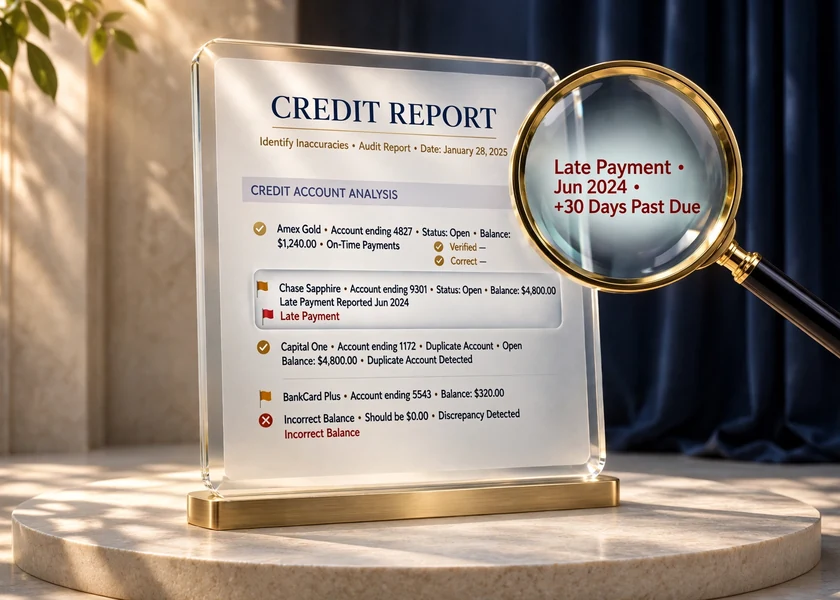 CREDIT REPORT
Identify Inaccuracies • Audit Report • Date: January 28, 2025
CREDIT ACCOUNT ANALYSIS
Amex Gold • Account ending 4827 • Status: Open • Balance:
$1,240.00 • On-Time Payments
Verified —
Correct —
Chase Sapphire • Account ending 9301 • Status: Open • Balance: $4,800.00
Late Payment Reported Jun 2024
Late Payment
Capital One • Account ending 1172 • Duplicate Account • Open
Balance: $4,800.00 • Duplicate Account Detected
BankCard Plus • Account ending 5543 • Balance: $320.00
Incorrect Balance • Should be $0.00 • Discrepancy Detected
Incorrect Balance
Late Payment •
Jun 2024 •
+30 Days Past Due